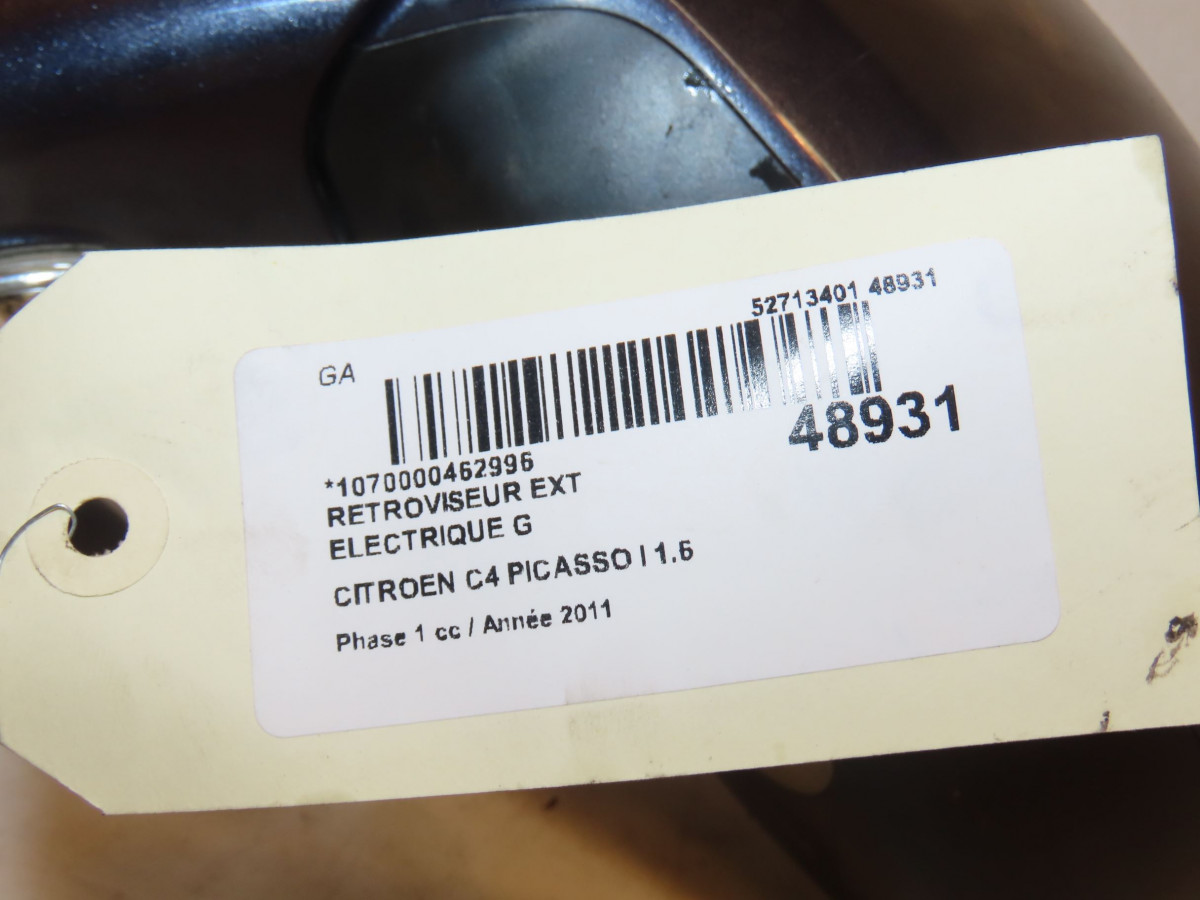 52713401 48931
GA
48931
*1070000462996
RETROVISEUR EXT
ELECTRIQUE G
CITROEN C4 PICASSO I 1.6
Phase 1 cc / Année 2011